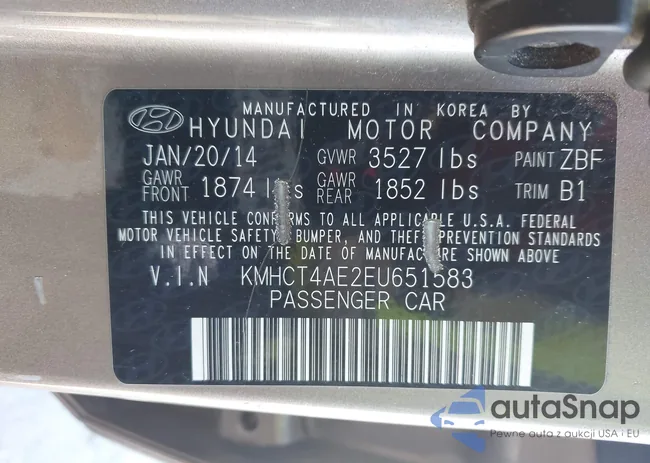 MANUFACTURED IN KOREA BY
HYUNDAI MOTOR COMPANY
JAN/20/14 GVWR 3527 lbs PAINT ZBF
GAWR FRONT 1874 lbs GAWR REAR 1852 lbs TRIM B1
THIS VEHICLE CONFORMS TO ALL APPLICABLE U.S.A. FEDERAL
MOTOR VEHICLE SAFETY, BUMPER, AND THEFT PREVENTION STANDARDS
IN EFFECT ON THE DATE OF MANUFACTURE SHOWN ABOVE
V.I.N KMHCT4AE2EU651583
PASSENGER CAR
autaSnap
Pewne auta z aukcji USA i EU